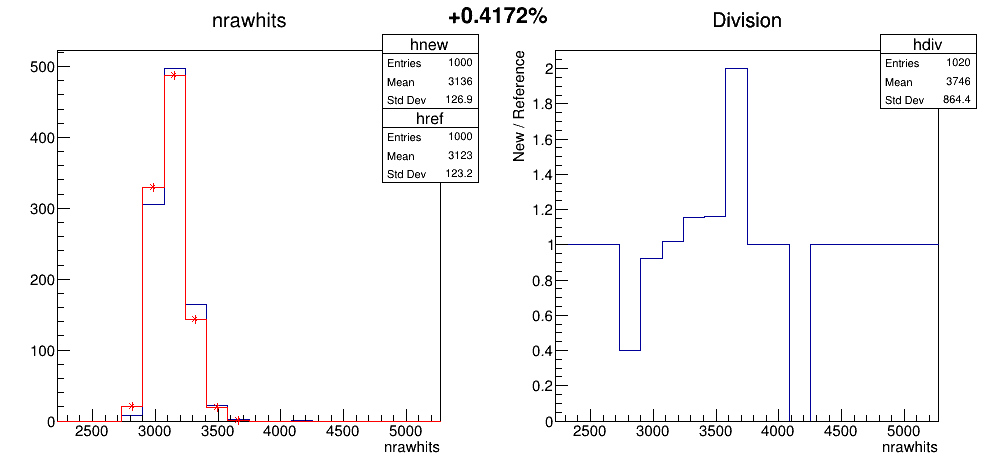 +0.4172%
nrawhits
hnew
Entries 1000
Mean 3136
Std Dev 126.9
href
Entries 1000
Mean 3123
Std Dev 123.2
500
400
300
200
100
0
2500 3000 3500 4000 4500 5000
nrawhits
Division
hdiv
Entries 1020
Mean 3746
Std Dev 864.4
New / Reference
2
1.8
1.6
1.4
1.2
1
0.8
0.6
0.4
0.2
0
2500 3000 3500 4000 4500 5000
nrawhits